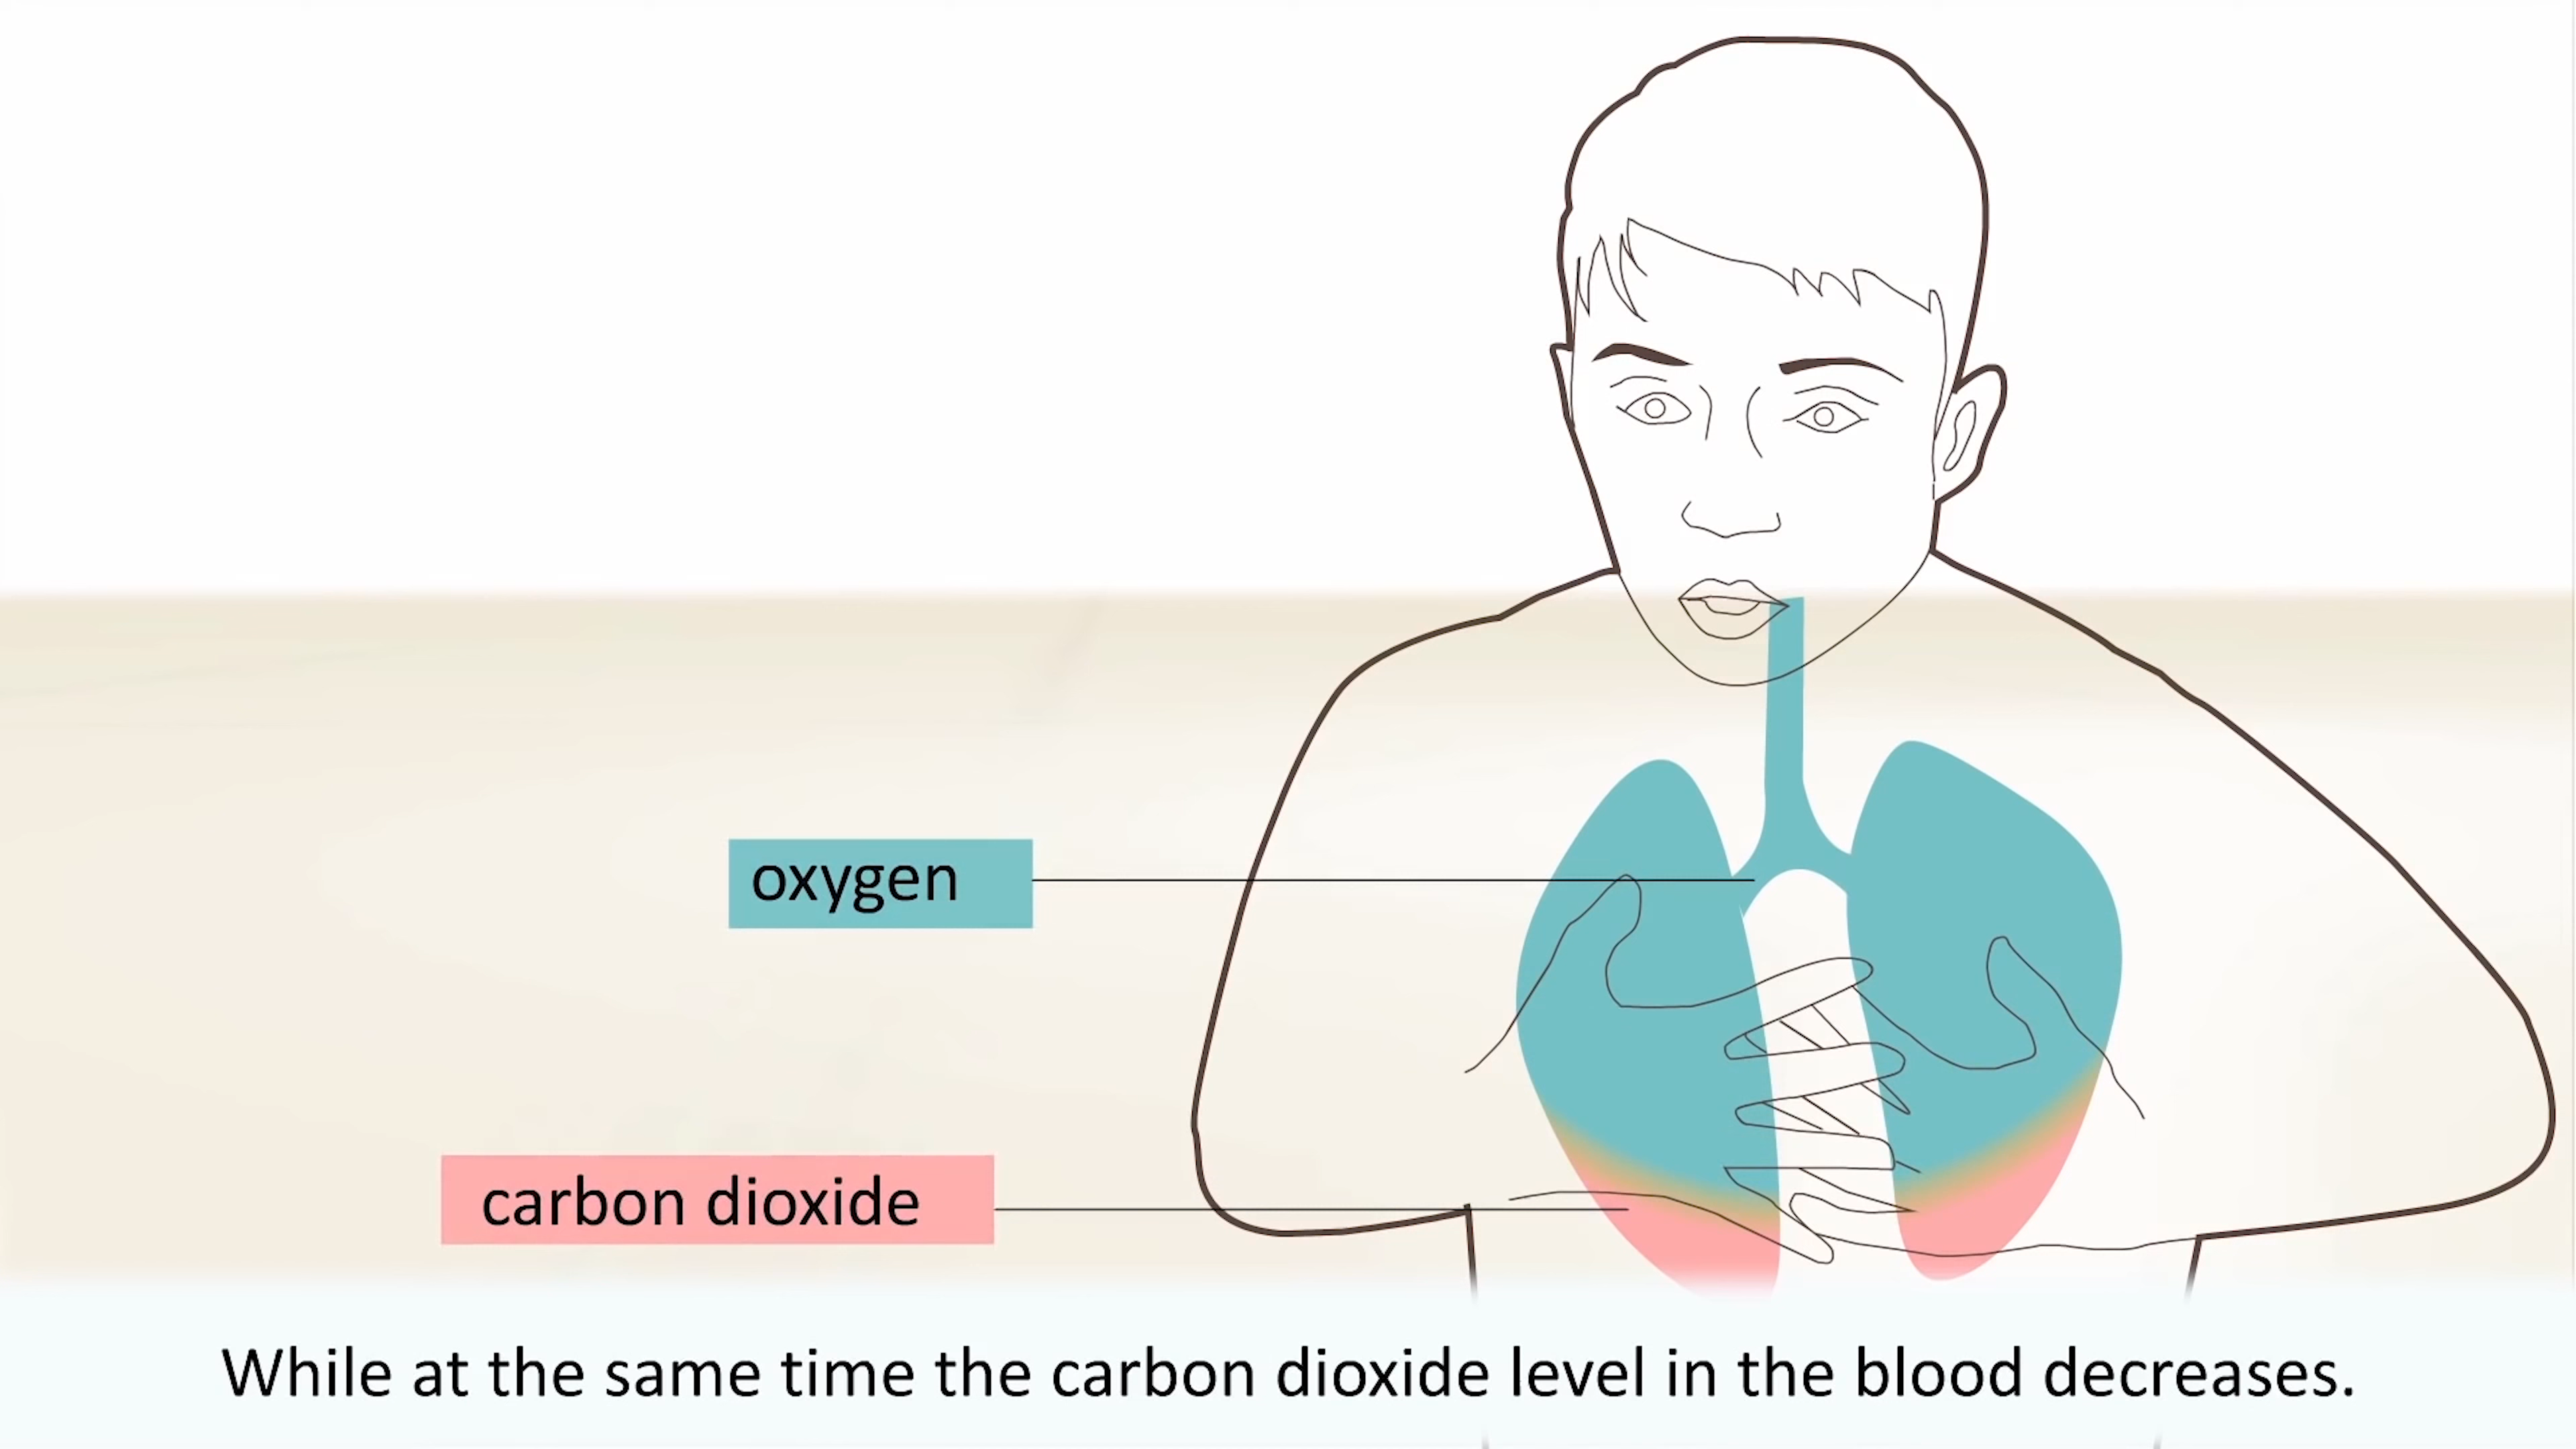 oxygen
carbon dioxide
While at the same time the carbon dioxide level in the blood decreases.